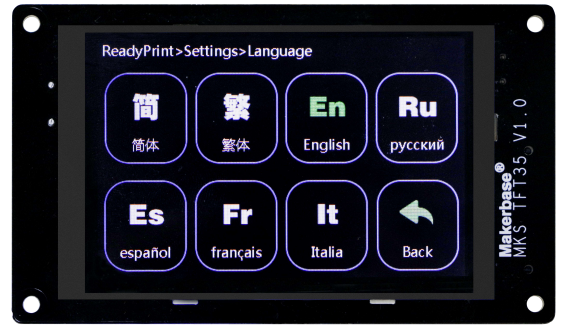 ReadyPrint>Settings>Language
简
简体
繁
繁体
En
English
Ru
русский
Es
español
Fr
français
It
Italia
Back
Makerbase®
MKS TFT35 V1.0